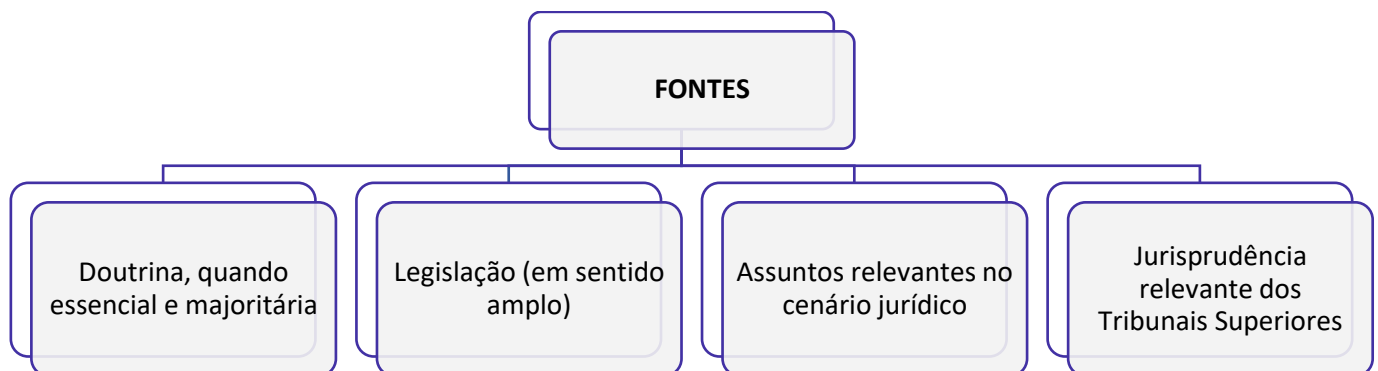 FONTES
Doutrina, quando
essencial e majoritária
Legislação (em sentido
amplo)
Assuntos relevantes no
cenário jurídico
Jurisprudência
relevante dos
Tribunais Superiores